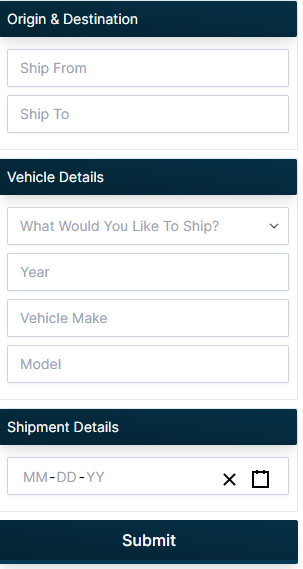 Origin & Destination
Ship From
Ship To
Vehicle Details
What Would You Like To Ship?
Year
Vehicle Make
Model
Shipment Details
MM-DD-YY
Submit